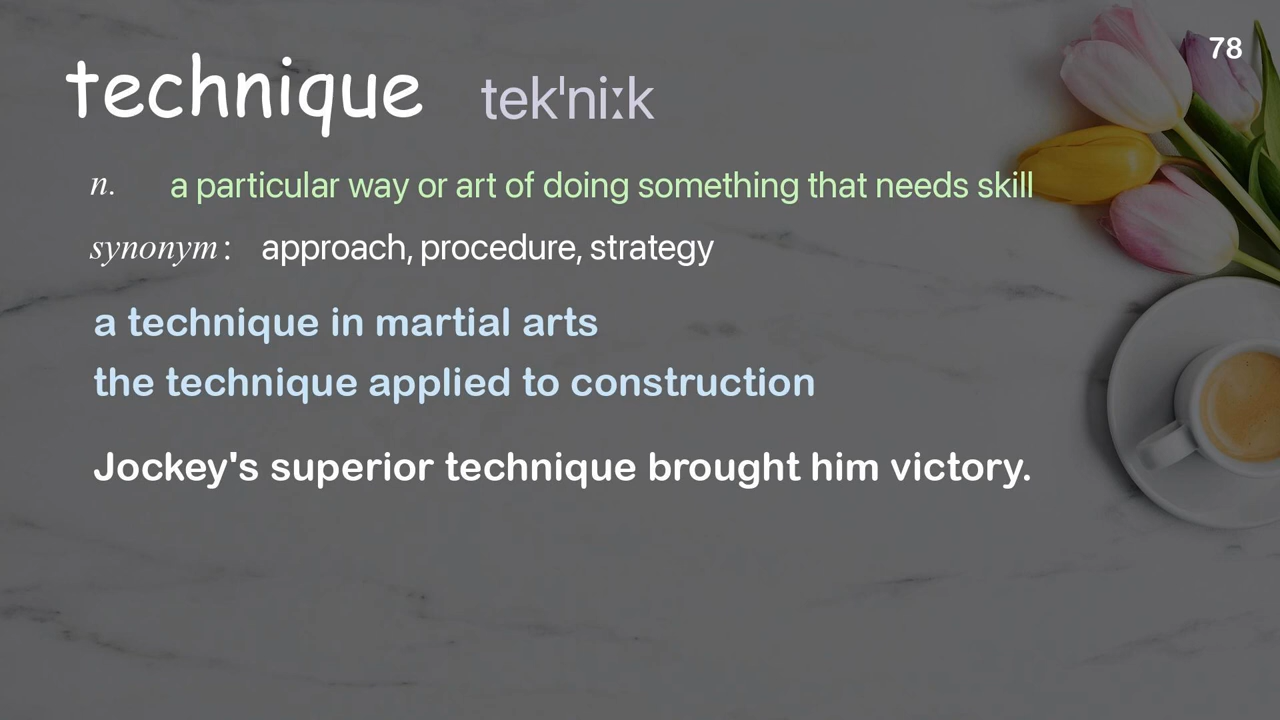 78
technique tekˈniːk
n. a particular way or art of doing something that needs skill
synonym: approach, procedure, strategy
a technique in martial arts
the technique applied to construction
Jockey's superior technique brought him victory.